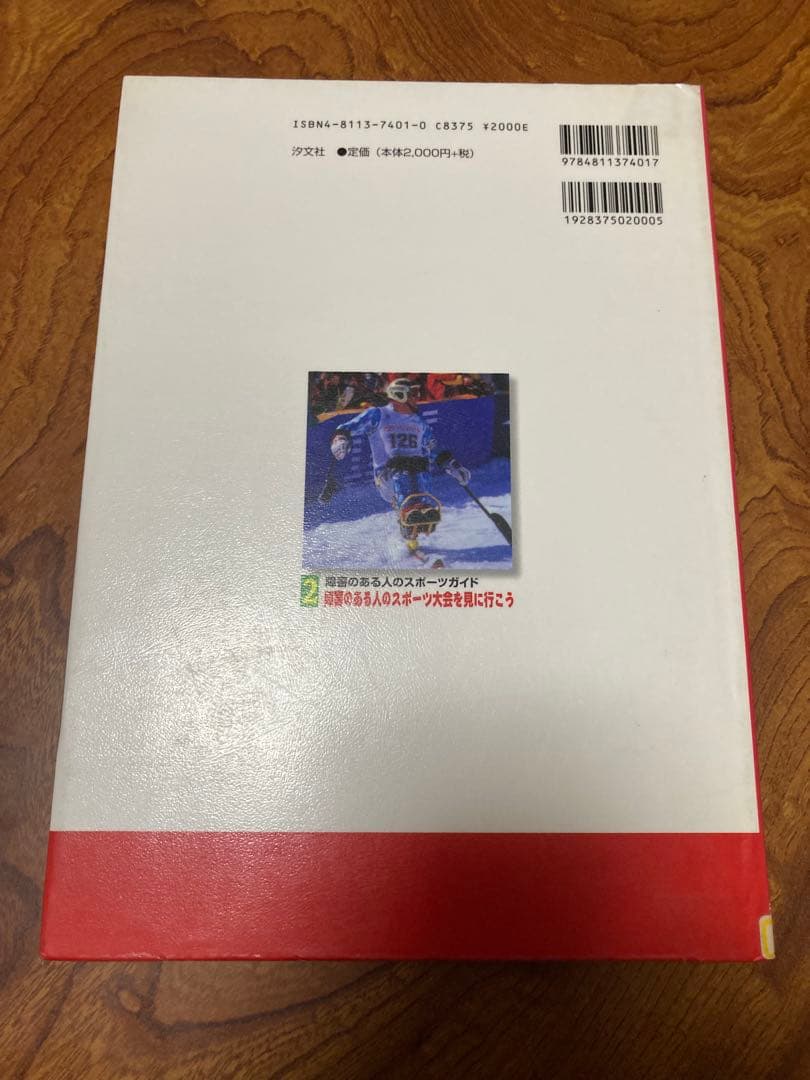 ISBN4-8113-7401-0 C8375 ¥2000E
汐文社 ●定価(本体2,000円+税)
9784811374017
1928375020005
126
2 障害のある人のスポーツガイド
障害のある人のスポーツ大会を見に行こう